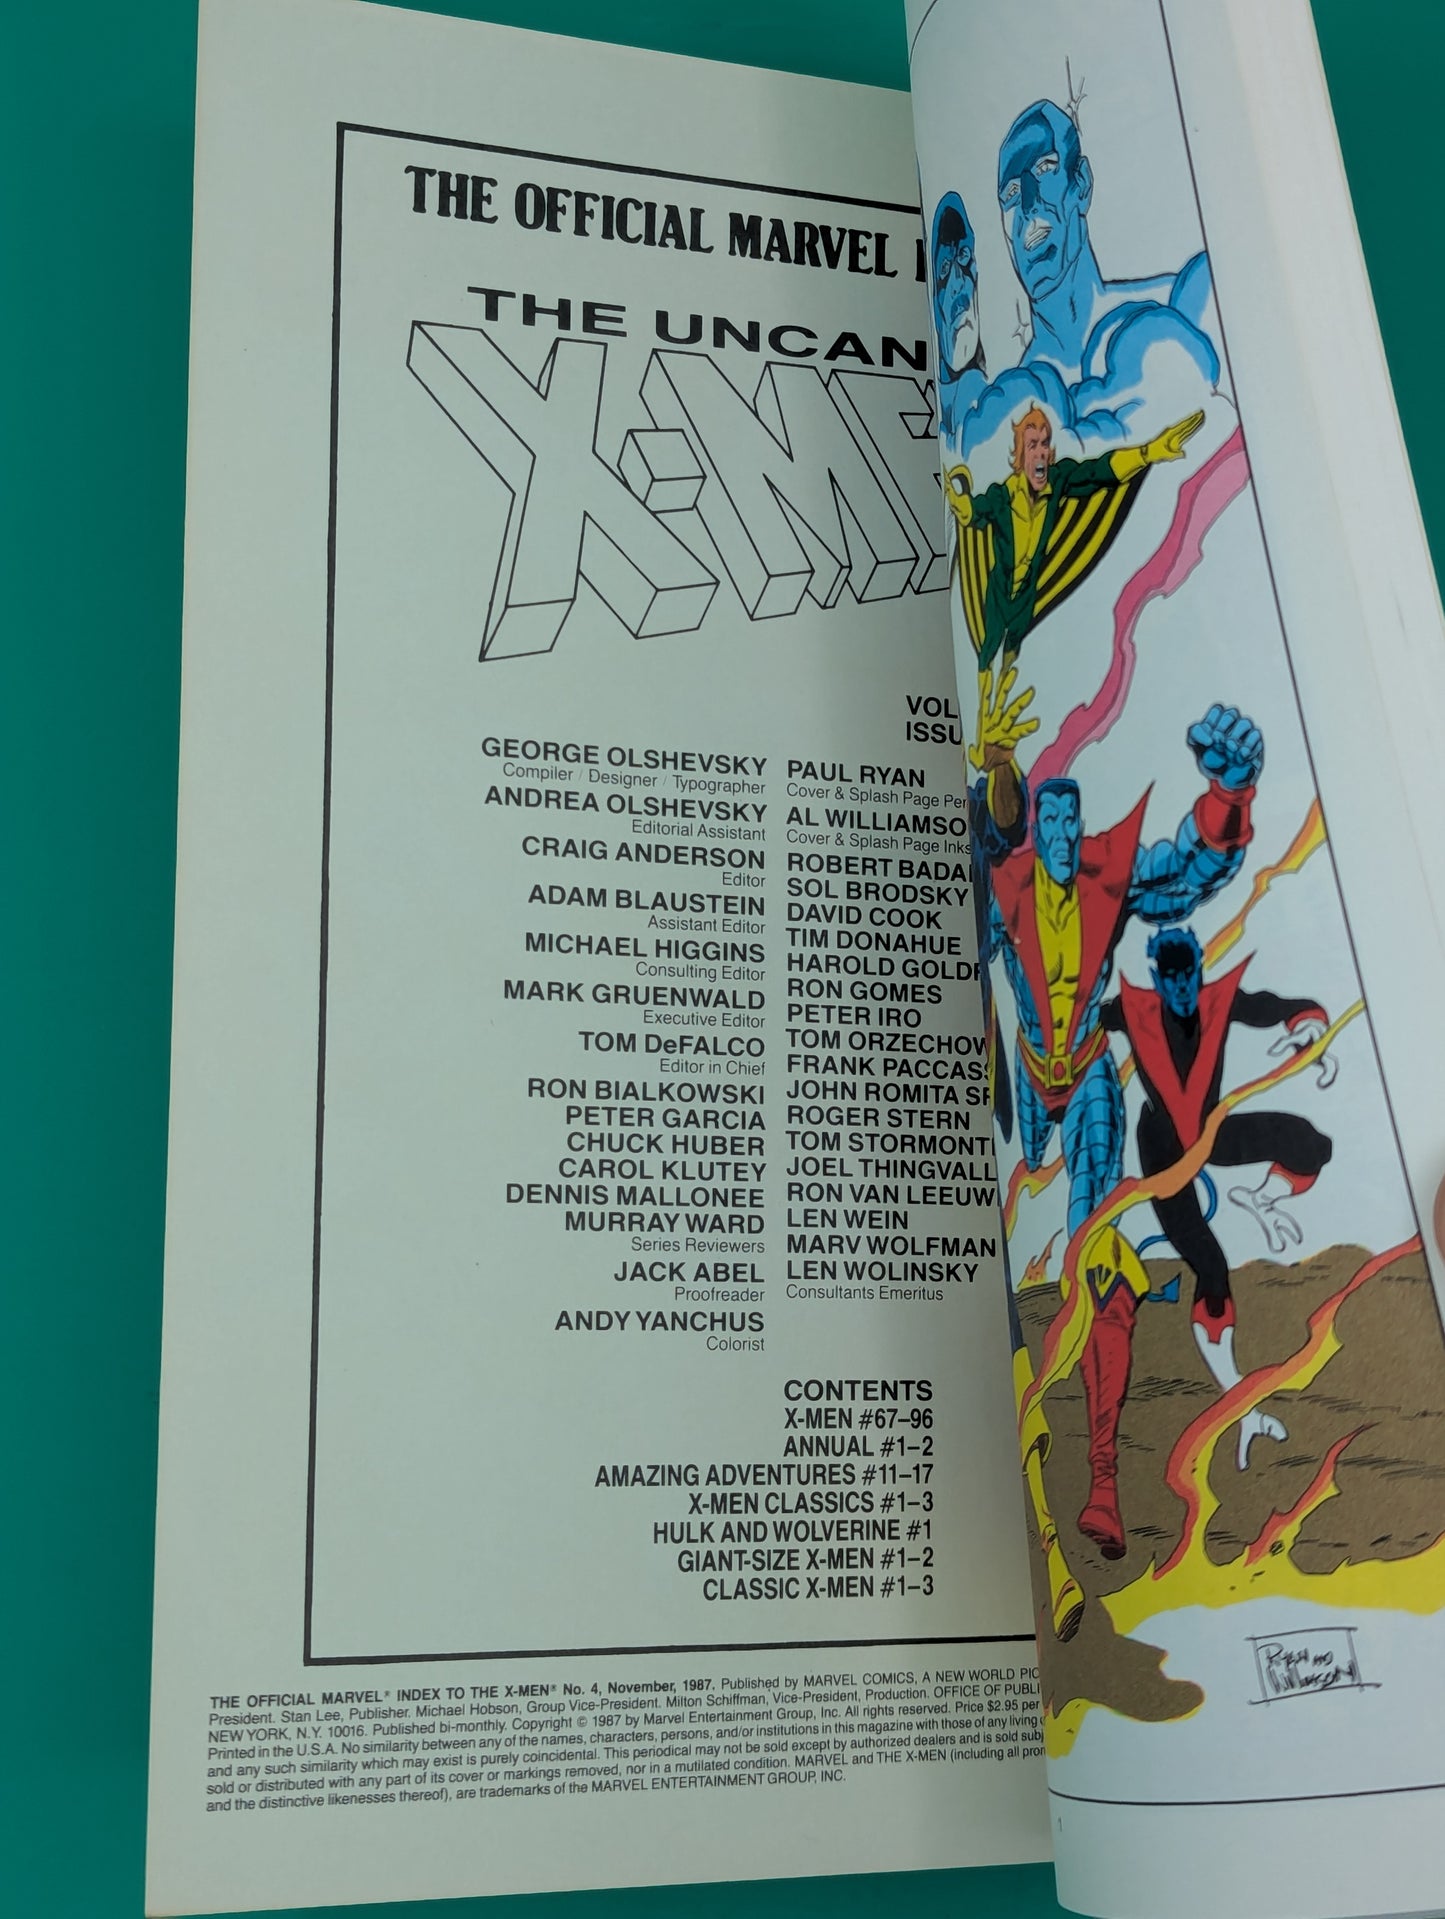 THE OFFICIAL MARVEL
THE UNCAN
X-ME
VOL
ISSU
GEORGE OLSHEVSKY
Compiler / Designer / Typographer
ANDREA OLSHEVSKY
Editorial Assistant
CRAIG ANDERSON
Editor
ADAM BLAUSTEIN
Assistant Editor
MICHAEL HIGGINS
Consulting Editor
MARK GRUENWALD
Executive Editor
TOM DeFALCO
Editor in Chief
RON BIALKOWSKI
PETER GARCIA
CHUCK HUBER
CAROL KLUTEY
DENNIS MALLONEE
MURRAY WARD
Series Reviewers
JACK ABEL
Proofreader
ANDY YANCHUS
Colorist
PAUL RYAN
Cover & Splash Page Pen
AL WILLIAMSO
Cover & Splash Page Inks
ROBERT BADA
SOL BRODSKY
DAVID COOK
TIM DONAHUE
HAROLD GOLD
RON GOMES
PETER IRO
TOM ORZECHOW
FRANK PACCAS
JOHN ROMITA SR
ROGER STERN
TOM STORMONT
JOEL THINGVALL
RON VAN LEEUW
LEN WEIN
MARV WOLFMAN
LEN WOLINSKY
Consultants Emeritus
CONTENTS
X-MEN #67–96
ANNUAL #1–2
AMAZING ADVENTURES #11–17
X-MEN CLASSICS #1–3
HULK AND WOLVERINE #1
GIANT-SIZE X-MEN #1–2
CLASSIC X-MEN #1–3
THE OFFICIAL MARVEL® INDEX TO THE X-MEN® No. 4, November, 1987. Published by MARVEL COMICS, A NEW WORLD PIC
President. Stan Lee, Publisher. Michael Hobson, Group Vice-President. Milton Schiffman, Vice-President, Production. OFFICE OF PUBLI
NEW YORK, N.Y. 10016. Published bi-monthly. Copyright © 1987 by Marvel Entertainment Group, Inc. All rights reserved. Price $2.95 per
Printed in the U.S.A. No similarity between any of the names, characters, persons, and/or institutions in this magazine with those of any living
and any such similarity which may exist is purely coincidental. This periodical may not be sold except by authorized dealers and is sold subj
sold or distributed with any part of its cover or markings removed, nor in a mutilated condition. MARVEL and THE X-MEN (including all pro
and the distinctive likenesses thereof), are trademarks of the MARVEL ENTERTAINMENT GROUP, INC.
RYAN AND
WILLIAMSON
1